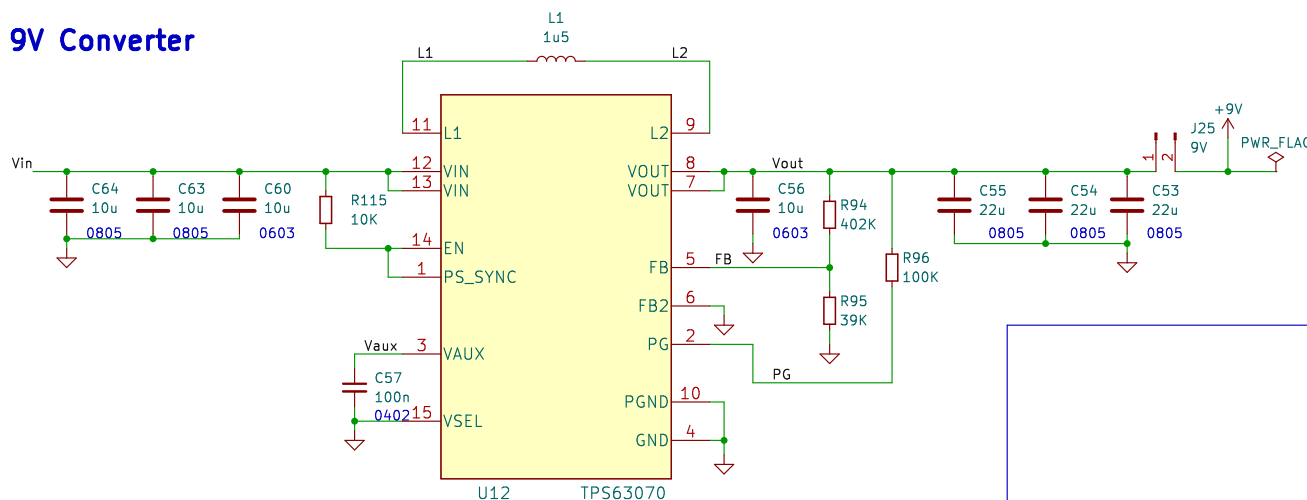 9V Converter
L1
1u5
L1
L2
11
L1
L2
9
Vin
12
VIN
13
VIN
VOUT
8
VOUT
7
Vout
C64
10u
0805
C63
10u
0805
C60
10u
0603
R115
10K
14
EN
1
PS_SYNC
C56
10u
0603
R94
402K
FB
5
FB
R96
100K
C55
22u
0805
C54
22u
0805
C53
22u
0805
1
2
J25
9V
+9V
PWR_FLAG
FB2
6
R95
39K
PG
2
PG
Vaux
3
VAUX
C57
100n
0402
15
VSEL
PGND
10
GND
4
U12
TPS63070